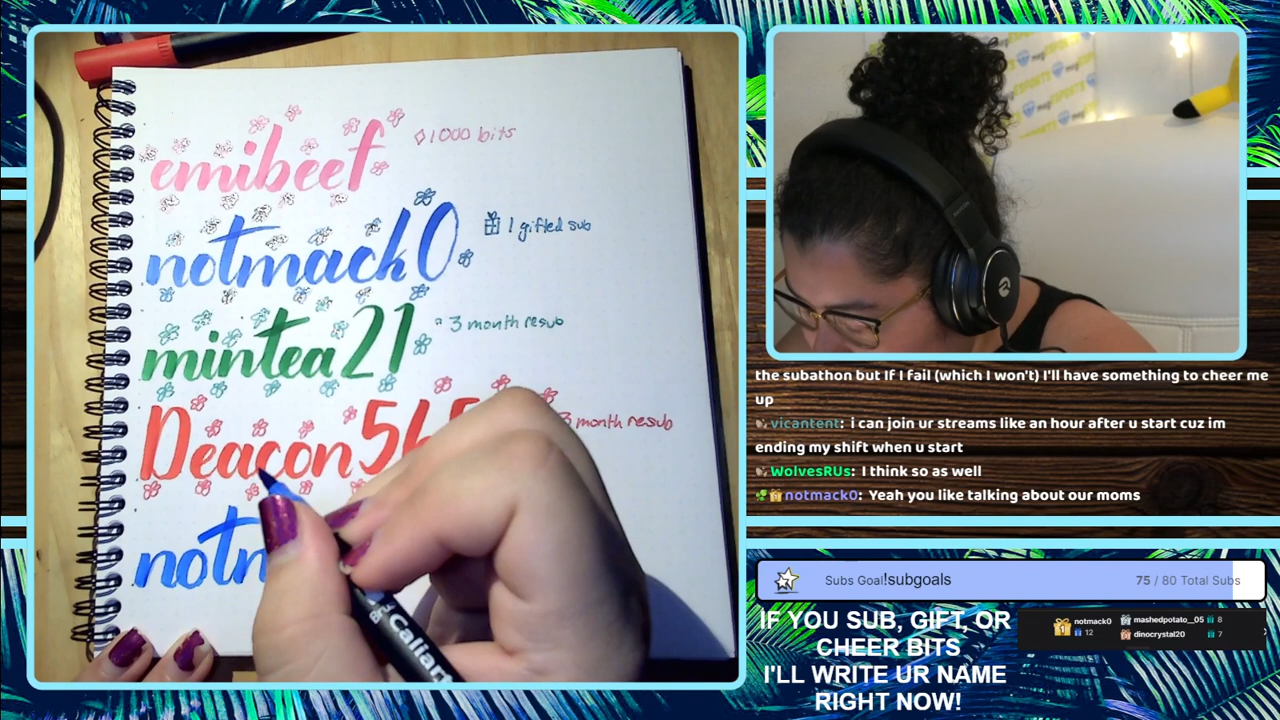 emibeef
1000 bits
notmack0
1 gifted sub
mintea21
3 month resub
3 month resub
the subathon but If I fail (which I won't) I'll have something to cheer me
up
vicantent: i can join ur streams like an hour after u start cuz im
ending my shift when u start
WolvesRUs: I think so as well
notmack0: Yeah you like talking about our moms
Subs Goal!subgoals
75 / 80 Total Subs
IF YOU SUB, GIFT, OR
CHEER BITS
I'LL WRITE UR NAME
RIGHT NOW!
1
notmack0
12
mashedpotato_05 8
dinocrystal20 7